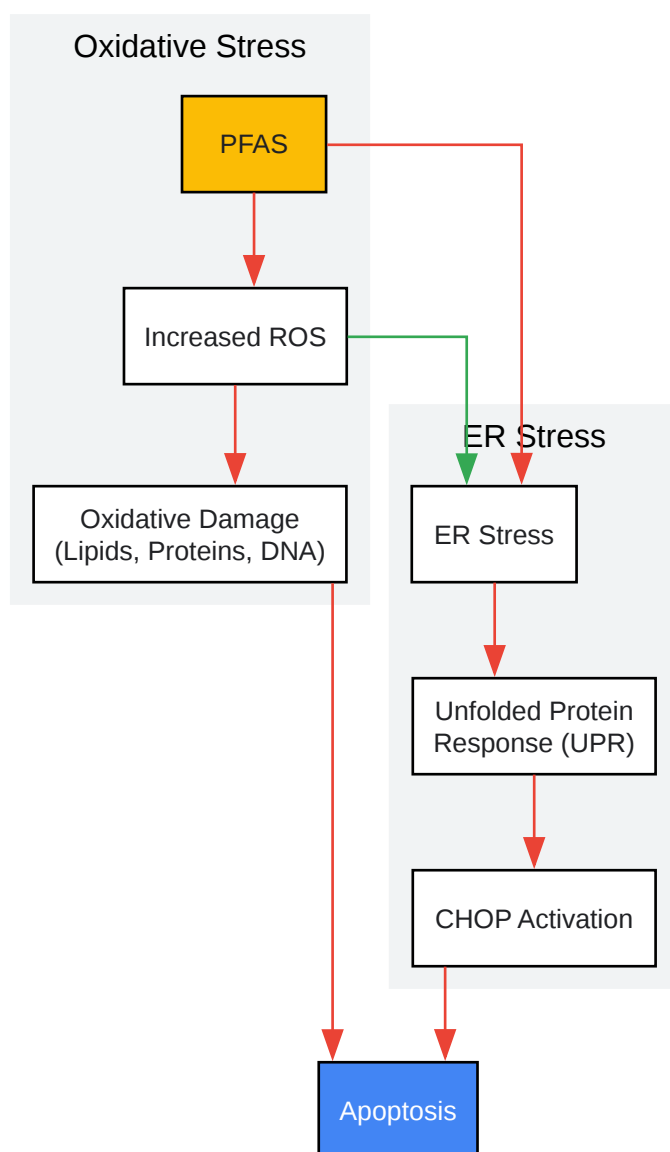 Oxidative Stress
PFAS
Increased ROS
Oxidative Damage
(Lipids, Proteins, DNA)
ER Stress
ER Stress
Unfolded Protein
Response (UPR)
CHOP Activation
Apoptosis